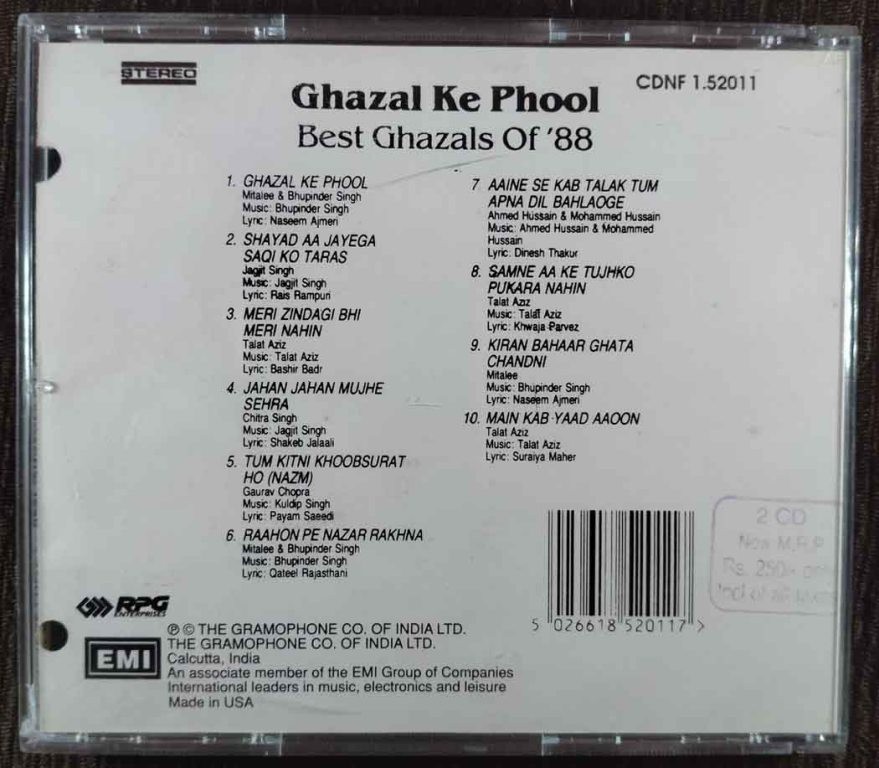 STEREO
Ghazal Ke Phool
CDNF 1.52011
Best Ghazals Of '88
1. GHAZAL KE PHOOL
Mitalee & Bhupinder Singh
Music: Bhupinder Singh
Lyric: Naseem Ajmeri
2. SHAYAD AA JAYEGA
SAQI KO TARAS
Jagjit Singh
Music: Jagjit Singh
Lyric: Rais Rampuri
3. MERI ZINDAGI BHI
MERI NAHIN
Talat Aziz
Music: Talat Aziz
Lyric: Bashir Badr
4. JAHAN JAHAN MUJHE
SEHRA
Chitra Singh
Music: Jagjit Singh
Lyric: Shakeb Jalaali
5. TUM KITNI KHOOBSURAT
HO (NAZM)
Gaurav Chopra
Music: Kuldip Singh
Lyric: Payam Saeedi
6. RAAHON PE NAZAR RAKHNA
Mitalee & Bhupinder Singh
Music: Bhupinder Singh
Lyric: Qateel Rajasthani
7 AAINE SE KAB TALAK TUM
APNA DIL BAHLAOGE
Ahmed Hussain & Mohammed Hussain
Music: Ahmed Hussain & Mohammed
Hussain
Lyric: Dinesh Thakur
8. SAMNE AA KE TUJHKO
PUKARA NAHIN
Talat Aziz
Music: Talat Aziz
Lyric: Khwaja Parvez
9. KIRAN BAHAAR GHATA
CHANDNI
Mitalee
Music: Bhupinder Singh
Lyric: Naseem Ajmeri
10. MAIN KAB YAAD AAOON
Talat Aziz
Music: Talat Aziz
Lyric: Suraiya Maher
2 CD
Now M.R.P
Rs. 250/-
incl of all taxes
5 026618 520117 >
RPG
ENTERPRISES
EMI
℗ © THE GRAMOPHONE CO. OF INDIA LTD.
THE GRAMOPHONE CO. OF INDIA LTD.
Calcutta, India
An associate member of the EMI Group of Companies
International leaders in music, electronics and leisure
Made in USA